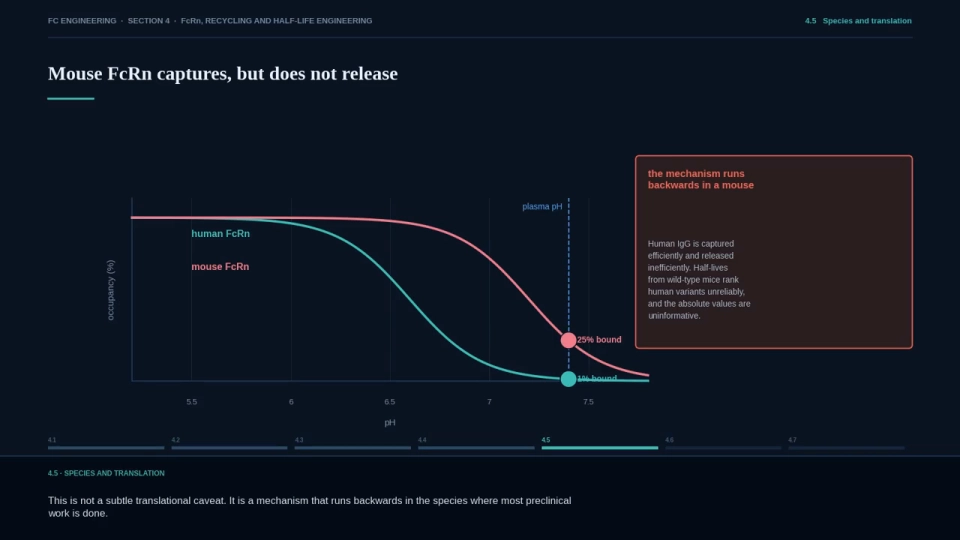 FC ENGINEERING · SECTION 4 · FcRn, RECYCLING AND HALF-LIFE ENGINEERING
4.5 Species and translation
Mouse FcRn captures, but does not release
the mechanism runs
backwards in a mouse
plasma pH
human FcRn
mouse FcRn
Human IgG is captured
efficiently and released
inefficiently. Half-lives
from wild-type mice rank
human variants unreliably,
and the absolute values are
uninformative.
occupancy (%)
25% bound
1% bound
5.5 6 6.5 7 7.5
pH
4.1 4.2 4.3 4.4 4.5 4.6 4.7
4.5 · SPECIES AND TRANSLATION
This is not a subtle translational caveat. It is a mechanism that runs backwards in the species where most preclinical
work is done.